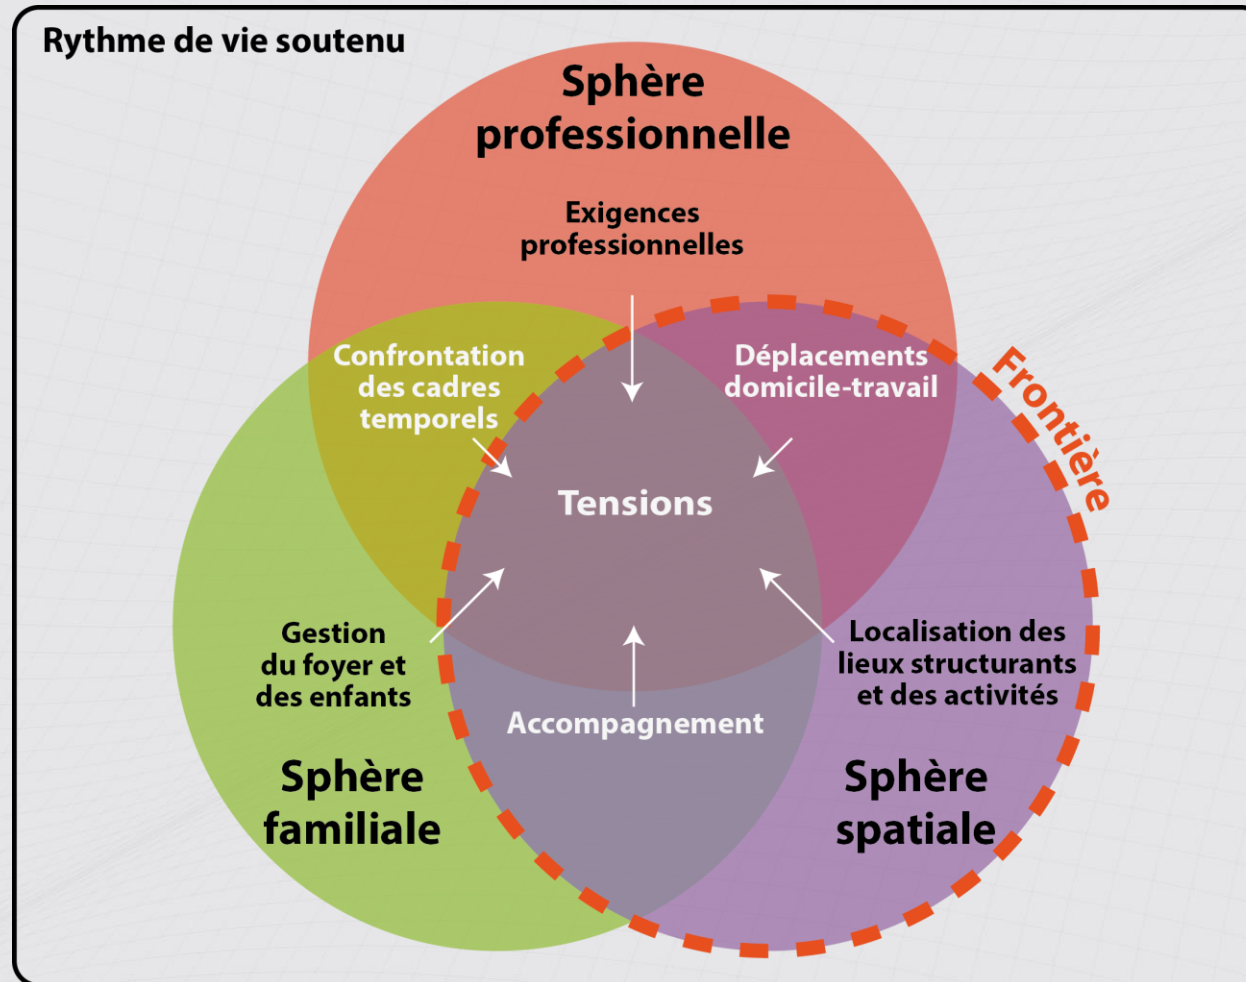 Rythme de vie soutenu
Sphère
professionnelle
Exigences
professionnelles
Confrontation
des cadres
temporels
Déplacements
domicile-travail
Frontière
Tensions
Gestion
du foyer et
des enfants
Localisation des
lieux structurants
et des activités
Accompagnement
Sphère
familiale
Sphère
spatiale